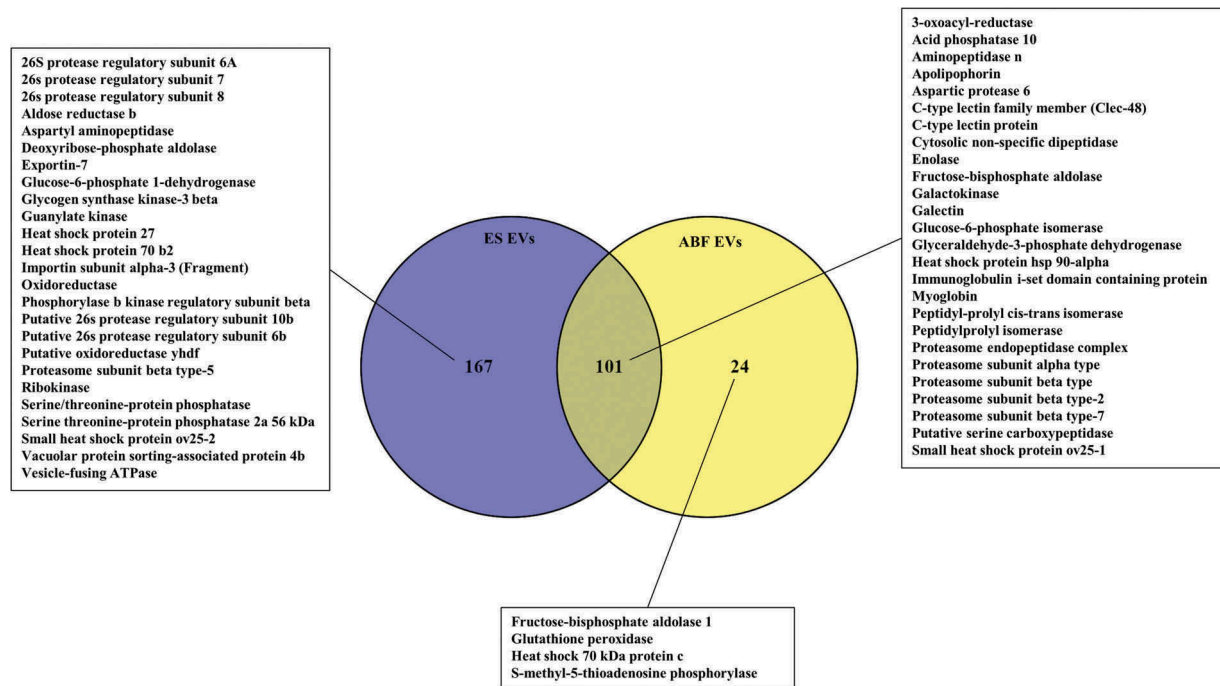 26S protease regulatory subunit 6A
26s protease regulatory subunit 7
26s protease regulatory subunit 8
Aldose reductase b
Aspartyl aminopeptidase
Deoxyribose-phosphate aldolase
Exportin-7
Glucose-6-phosphate 1-dehydrogenase
Glycogen synthase kinase-3 beta
Guanylate kinase
Heat shock protein 27
Heat shock protein 70 b2
Importin subunit alpha-3 (Fragment)
Oxidoreductase
Phosphorylase b kinase regulatory subunit beta
Putative 26s protease regulatory subunit 10b
Putative 26s protease regulatory subunit 6b
Putative oxidoreductase yhdf
Proteasome subunit beta type-5
Ribokinase
Serine/threonine-protein phosphatase
Serine threonine-protein phosphatase 2a 56 kDa
Small heat shock protein ov25-2
Vacuolar protein sorting-associated protein 4b
Vesicle-fusing ATPase
ES EVs
ABF EVs
167
101
24
3-oxoacyl-reductase
Acid phosphatase 10
Aminopeptidase n
Apolipophorin
Aspartic protease 6
C-type lectin family member (Clec-48)
C-type lectin protein
Cytosolic non-specific dipeptidase
Enolase
Fructose-bisphosphate aldolase
Galactokinase
Galectin
Glucose-6-phosphate isomerase
Glyceraldehyde-3-phosphate dehydrogenase
Heat shock protein hsp 90-alpha
Immunoglobulin i-set domain containing protein
Myoglobin
Peptidyl-prolyl cis-trans isomerase
Peptidylprolyl isomerase
Proteasome endopeptidase complex
Proteasome subunit alpha type
Proteasome subunit beta type
Proteasome subunit beta type-2
Proteasome subunit beta type-7
Putative serine carboxypeptidase
Small heat shock protein ov25-1
Fructose-bisphosphate aldolase 1
Glutathione peroxidase
Heat shock 70 kDa protein c
S-methyl-5-thioadenosine phosphorylase